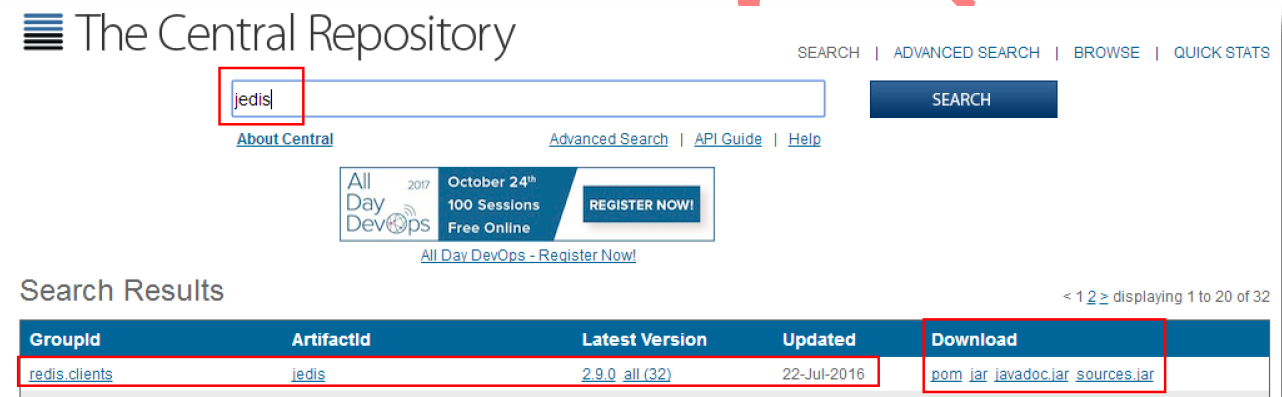 The Central Repository
SEARCH | ADVANCED SEARCH | BROWSE | QUICK STATS
jedis
SEARCH
About Central
Advanced Search | API Guide | Help
All Day DevOps 2017
October 24th
100 Sessions
Free Online
REGISTER NOW!
All Day DevOps - Register Now!
Search Results
< 1 2 > displaying 1 to 20 of 32
GroupId ArtifactId Latest Version Updated Download
redis.clients jedis 2.9.0 all (32) 22-Jul-2016 pom jar javadoc.jar sources.jar